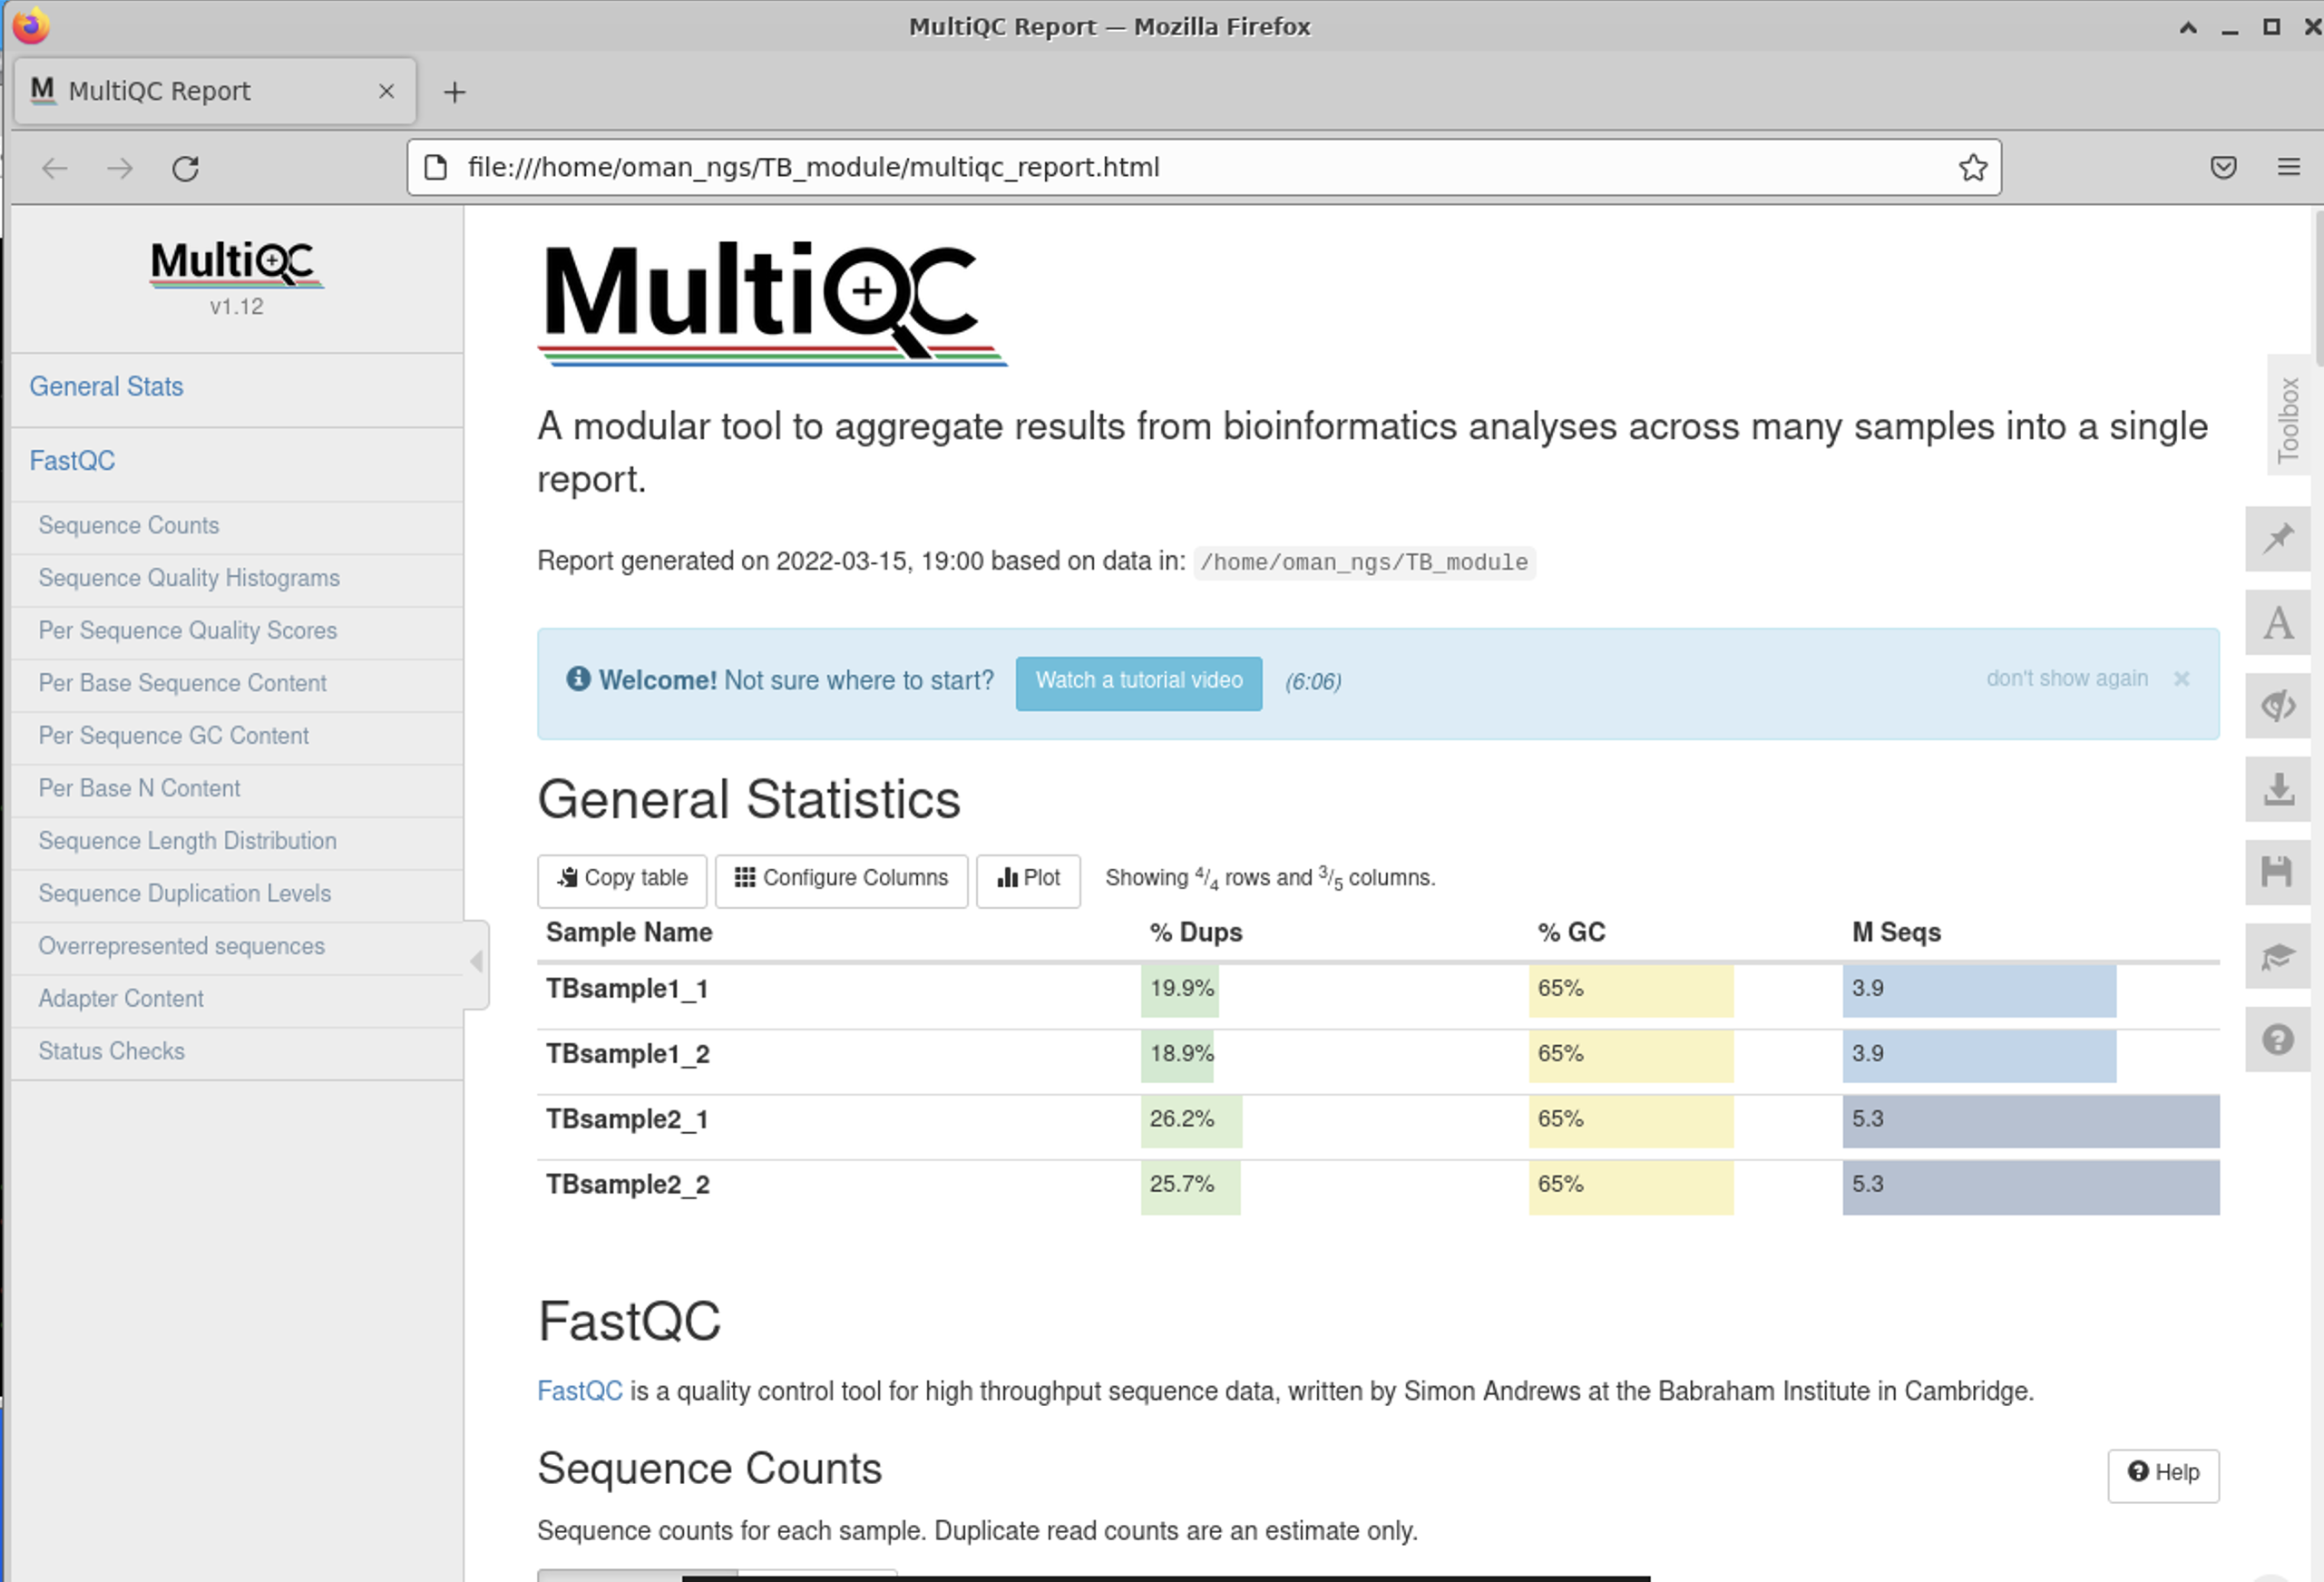 MultiQC Report — Mozilla Firefox
M MultiQC Report
file:///home/oman_ngs/TB_module/multiqc_report.html
MultiQC
v1.12
General Stats
FastQC
Sequence Counts
Sequence Quality Histograms
Per Sequence Quality Scores
Per Base Sequence Content
Per Sequence GC Content
Per Base N Content
Sequence Length Distribution
Sequence Duplication Levels
Overrepresented sequences
Adapter Content
Status Checks
MultiQC
A modular tool to aggregate results from bioinformatics analyses across many samples into a single
report.
Report generated on 2022-03-15, 19:00 based on data in: /home/oman_ngs/TB_module
Welcome! Not sure where to start? Watch a tutorial video (6:06) don't show again
General Statistics
Copy table Configure Columns Plot Showing 4/4 rows and 3/5 columns.
Sample Name % Dups % GC M Seqs
TBsample1_1 19.9% 65% 3.9
TBsample1_2 18.9% 65% 3.9
TBsample2_1 26.2% 65% 5.3
TBsample2_2 25.7% 65% 5.3
FastQC
FastQC is a quality control tool for high throughput sequence data, written by Simon Andrews at the Babraham Institute in Cambridge.
Sequence Counts
Help
Sequence counts for each sample. Duplicate read counts are an estimate only.
Toolbox
A